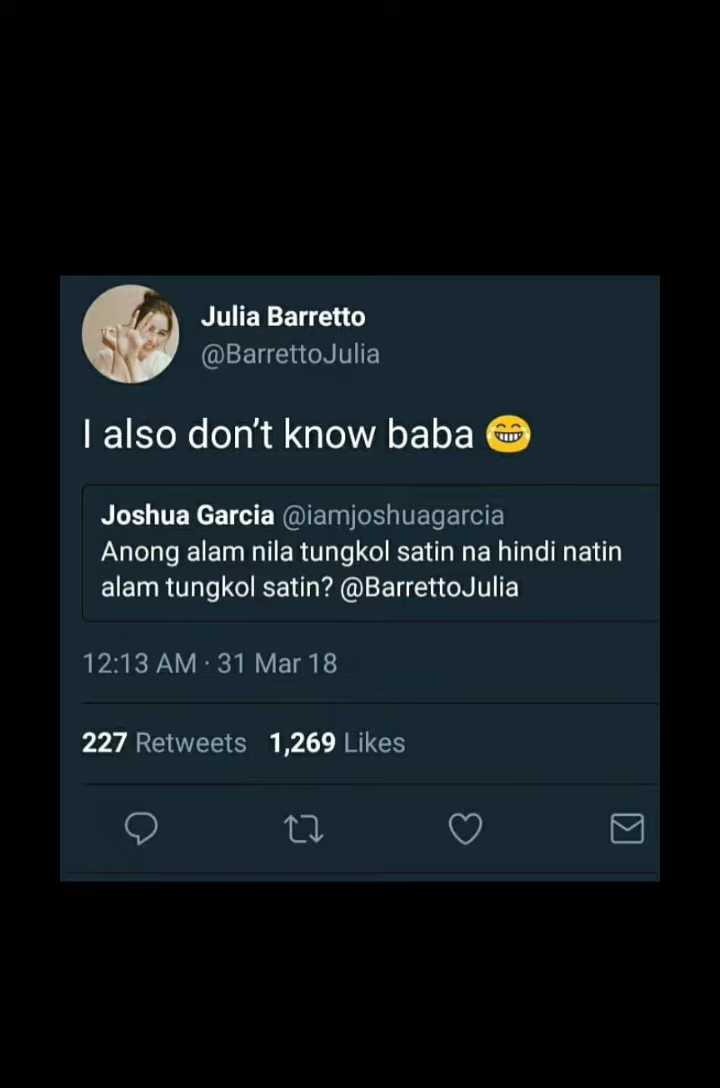 Julia Barretto
@BarrettoJulia
I also don’t know baba 😂
Joshua Garcia @iamjoshuagarcia
Anong alam nila tungkol satin na hindi natin
alam tungkol satin? @BarrettoJulia
12:13 AM · 31 Mar 18
227 Retweets 1,269 Likes